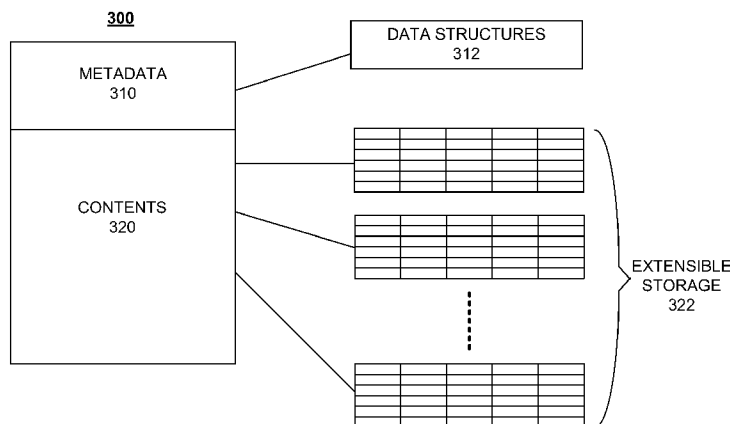 300
METADATA
310
DATA STRUCTURES
312
CONTENTS
320
EXTENSIBLE
STORAGE
322